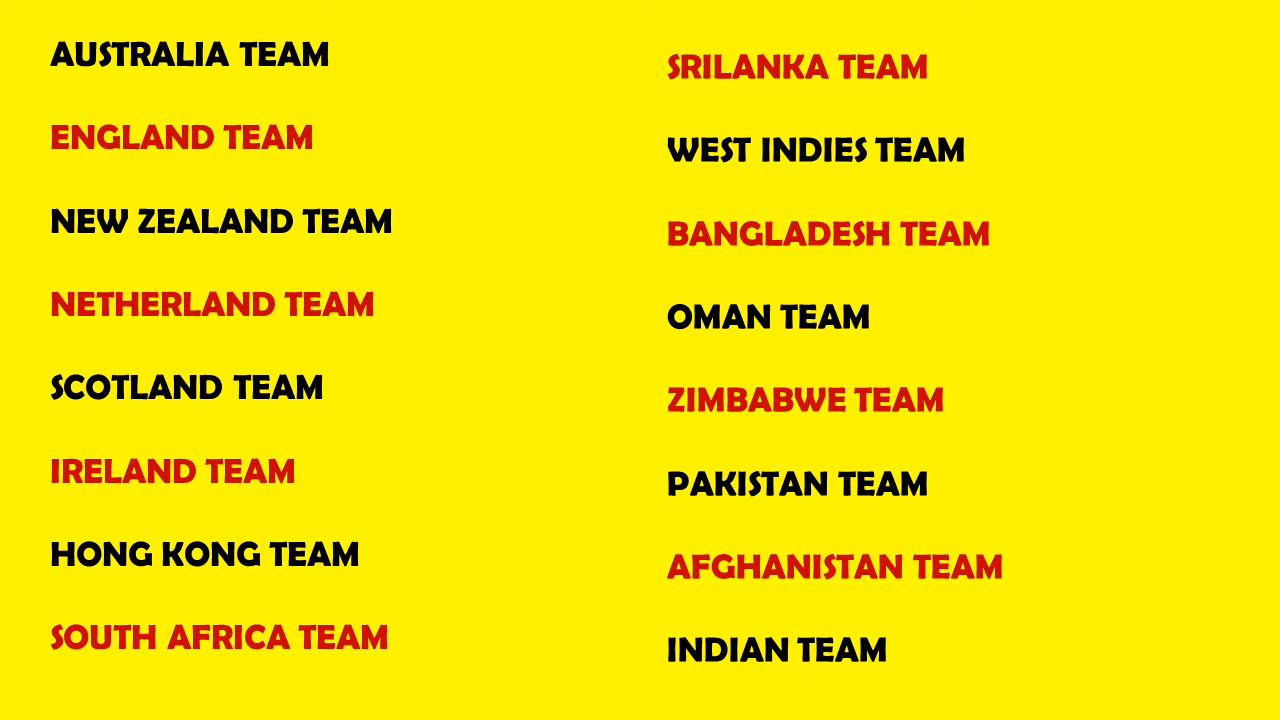 AUSTRALIA TEAM
ENGLAND TEAM
NEW ZEALAND TEAM
NETHERLAND TEAM
SCOTLAND TEAM
IRELAND TEAM
HONG KONG TEAM
SOUTH AFRICA TEAM
SRILANKA TEAM
WEST INDIES TEAM
BANGLADESH TEAM
OMAN TEAM
ZIMBABWE TEAM
PAKISTAN TEAM
AFGHANISTAN TEAM
INDIAN TEAM